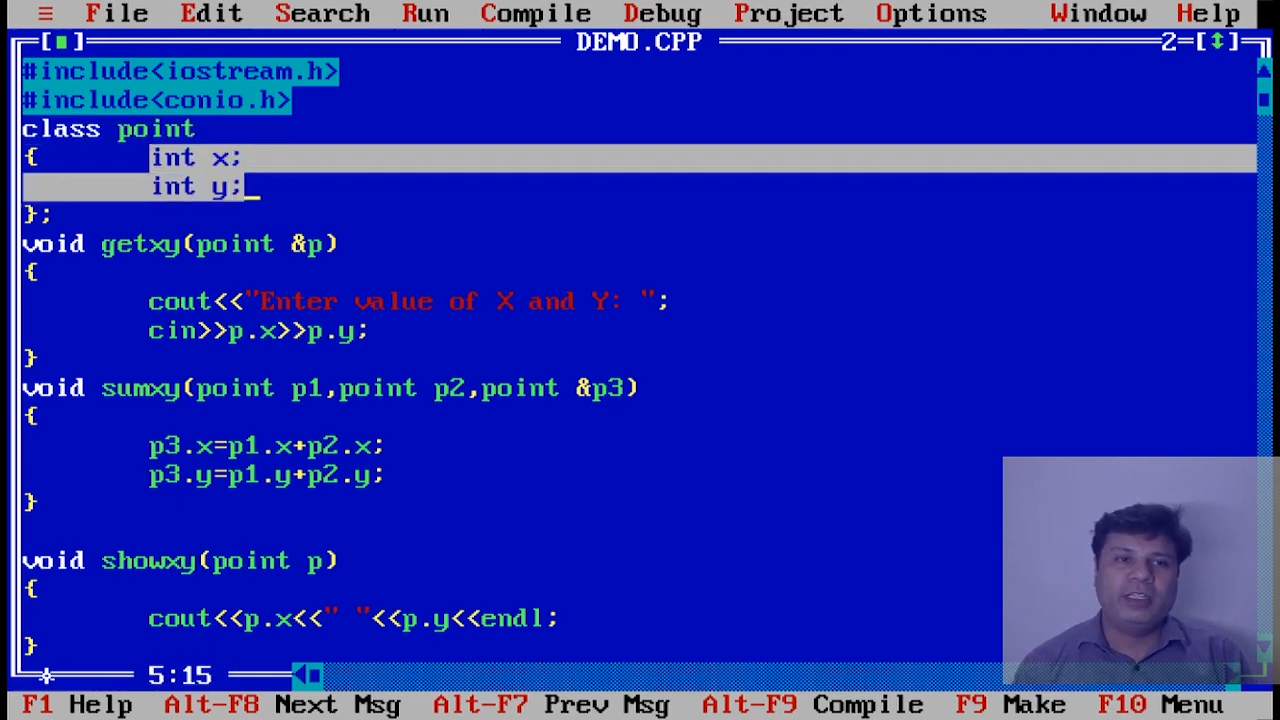 ≡ File Edit Search Run Compile Debug Project Options Window Help
[■] DEMO.CPP 2=[↕]
#include<iostream.h>
#include<conio.h>
class point
{ int x;
int y;_
};
void getxy(point &p)
{
cout<<"Enter value of X and Y: ";
cin>>p.x>>p.y;
}
void sumxy(point p1,point p2,point &p3)
{
p3.x=p1.x+p2.x;
p3.y=p1.y+p2.y;
}
void showxy(point p)
{
cout<<p.x<<" "<<p.y<<endl;
}
5:15
F1 Help Alt-F8 Next Msg Alt-F7 Prev Msg Alt-F9 Compile F9 Make F10 Menu